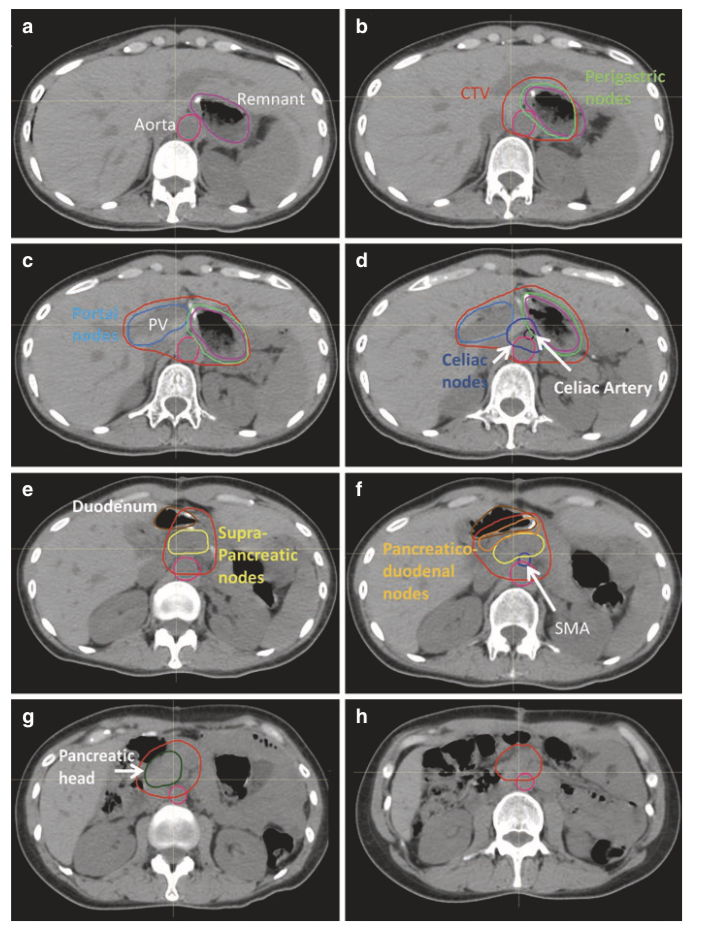 a
Remnant
Aorta
b
CTV
Perigastric
nodes
c
Portal
nodes
PV
d
Celiac
nodes
Celiac Artery
e
Duodenum
Supra-
Pancreatic
nodes
f
Pancreatico-
duodenal
nodes
SMA
g
Pancreatic
head
h